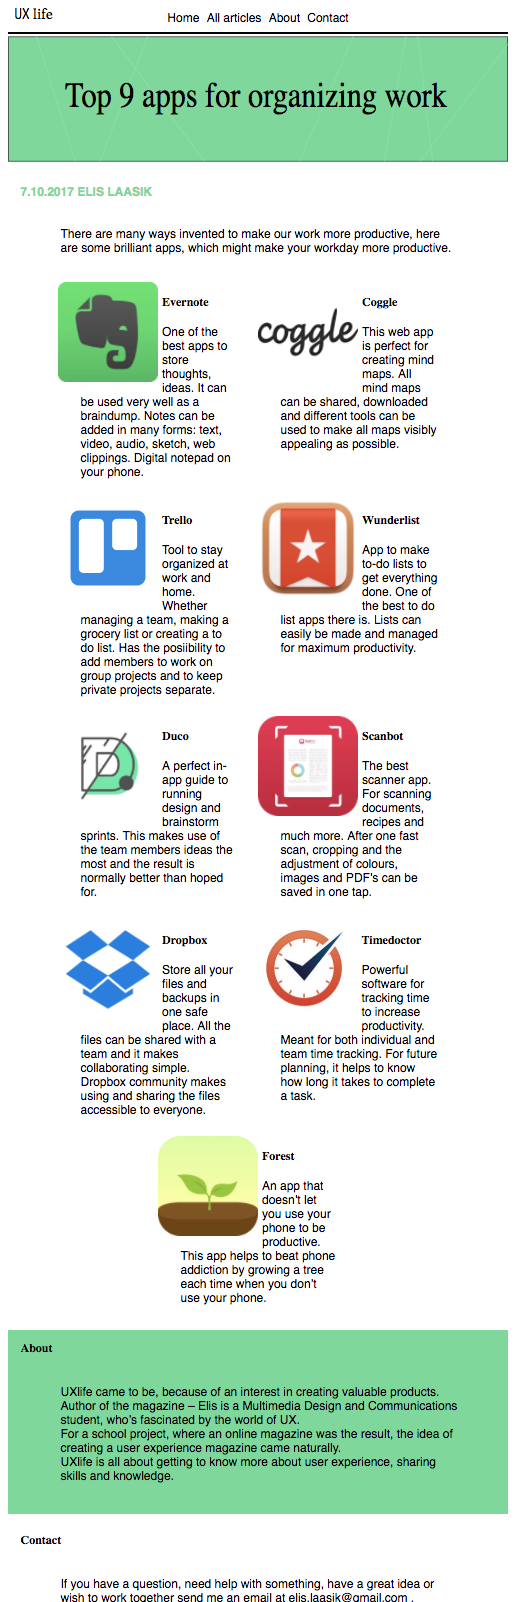 UX life
Home All articles About Contact
Top 9 apps for organizing work
7.10.2017 ELIS LAASIK
There are many ways invented to make our work more productive, here
are some brilliant apps, which might make your workday more productive.
Evernote
One of the
best apps to
store
thoughts,
ideas. It can
be used very well as a
braindump. Notes can be
added in many forms: text,
video, audio, sketch, web
clippings. Digital notepad on
your phone.
coggle
Coggle
This web app
is perfect for
creating mind
maps. All
mind maps
can be shared, downloaded
and different tools can be
used to make all maps visibly
appealing as possible.
Trello
Tool to stay
organized at
work and
home.
Whether
managing a team, making a
grocery list or creating a to
do list. Has the posiibility to
add members to work on
group projects and to keep
private projects separate.
Wunderlist
App to make
to-do lists to
get everything
done. One of
the best to do
list apps there is. Lists can
easily be made and managed
for maximum productivity.
Duco
A perfect in-
app guide to
running
design and
brainstorm
sprints. This makes use of
the team members ideas the
most and the result is
normally better than hoped
for.
Scanbot
The best
scanner app.
For scanning
documents,
recipes and
much more. After one fast
scan, cropping and the
adjustment of colours,
images and PDF's can be
saved in one tap.
Dropbox
Store all your
files and
backups in
one safe
place. All the
files can be shared with a
team and it makes
collaborating simple.
Dropbox community makes
using and sharing the files
accessible to everyone.
Timedoctor
Powerful
software for
tracking time
to increase
productivity.
Meant for both individual and
team time tracking. For future
planning, it helps to know
how long it takes to complete
a task.
Forest
An app that
doesn't let
you use your
phone to be
productive.
This app helps to beat phone
addiction by growing a tree
each time when you don't
use your phone.
About
UXlife came to be, because of an interest in creating valuable products.
Author of the magazine – Elis is a Multimedia Design and Communications
student, who's fascinated by the world of UX.
For a school project, where an online magazine was the result, the idea of
creating a user experience magazine came naturally.
UXlife is all about getting to know more about user experience, sharing
skills and knowledge.
Contact
If you have a question, need help with something, have a great idea or
wish to work together send me an email at elis.laasik@gmail.com .